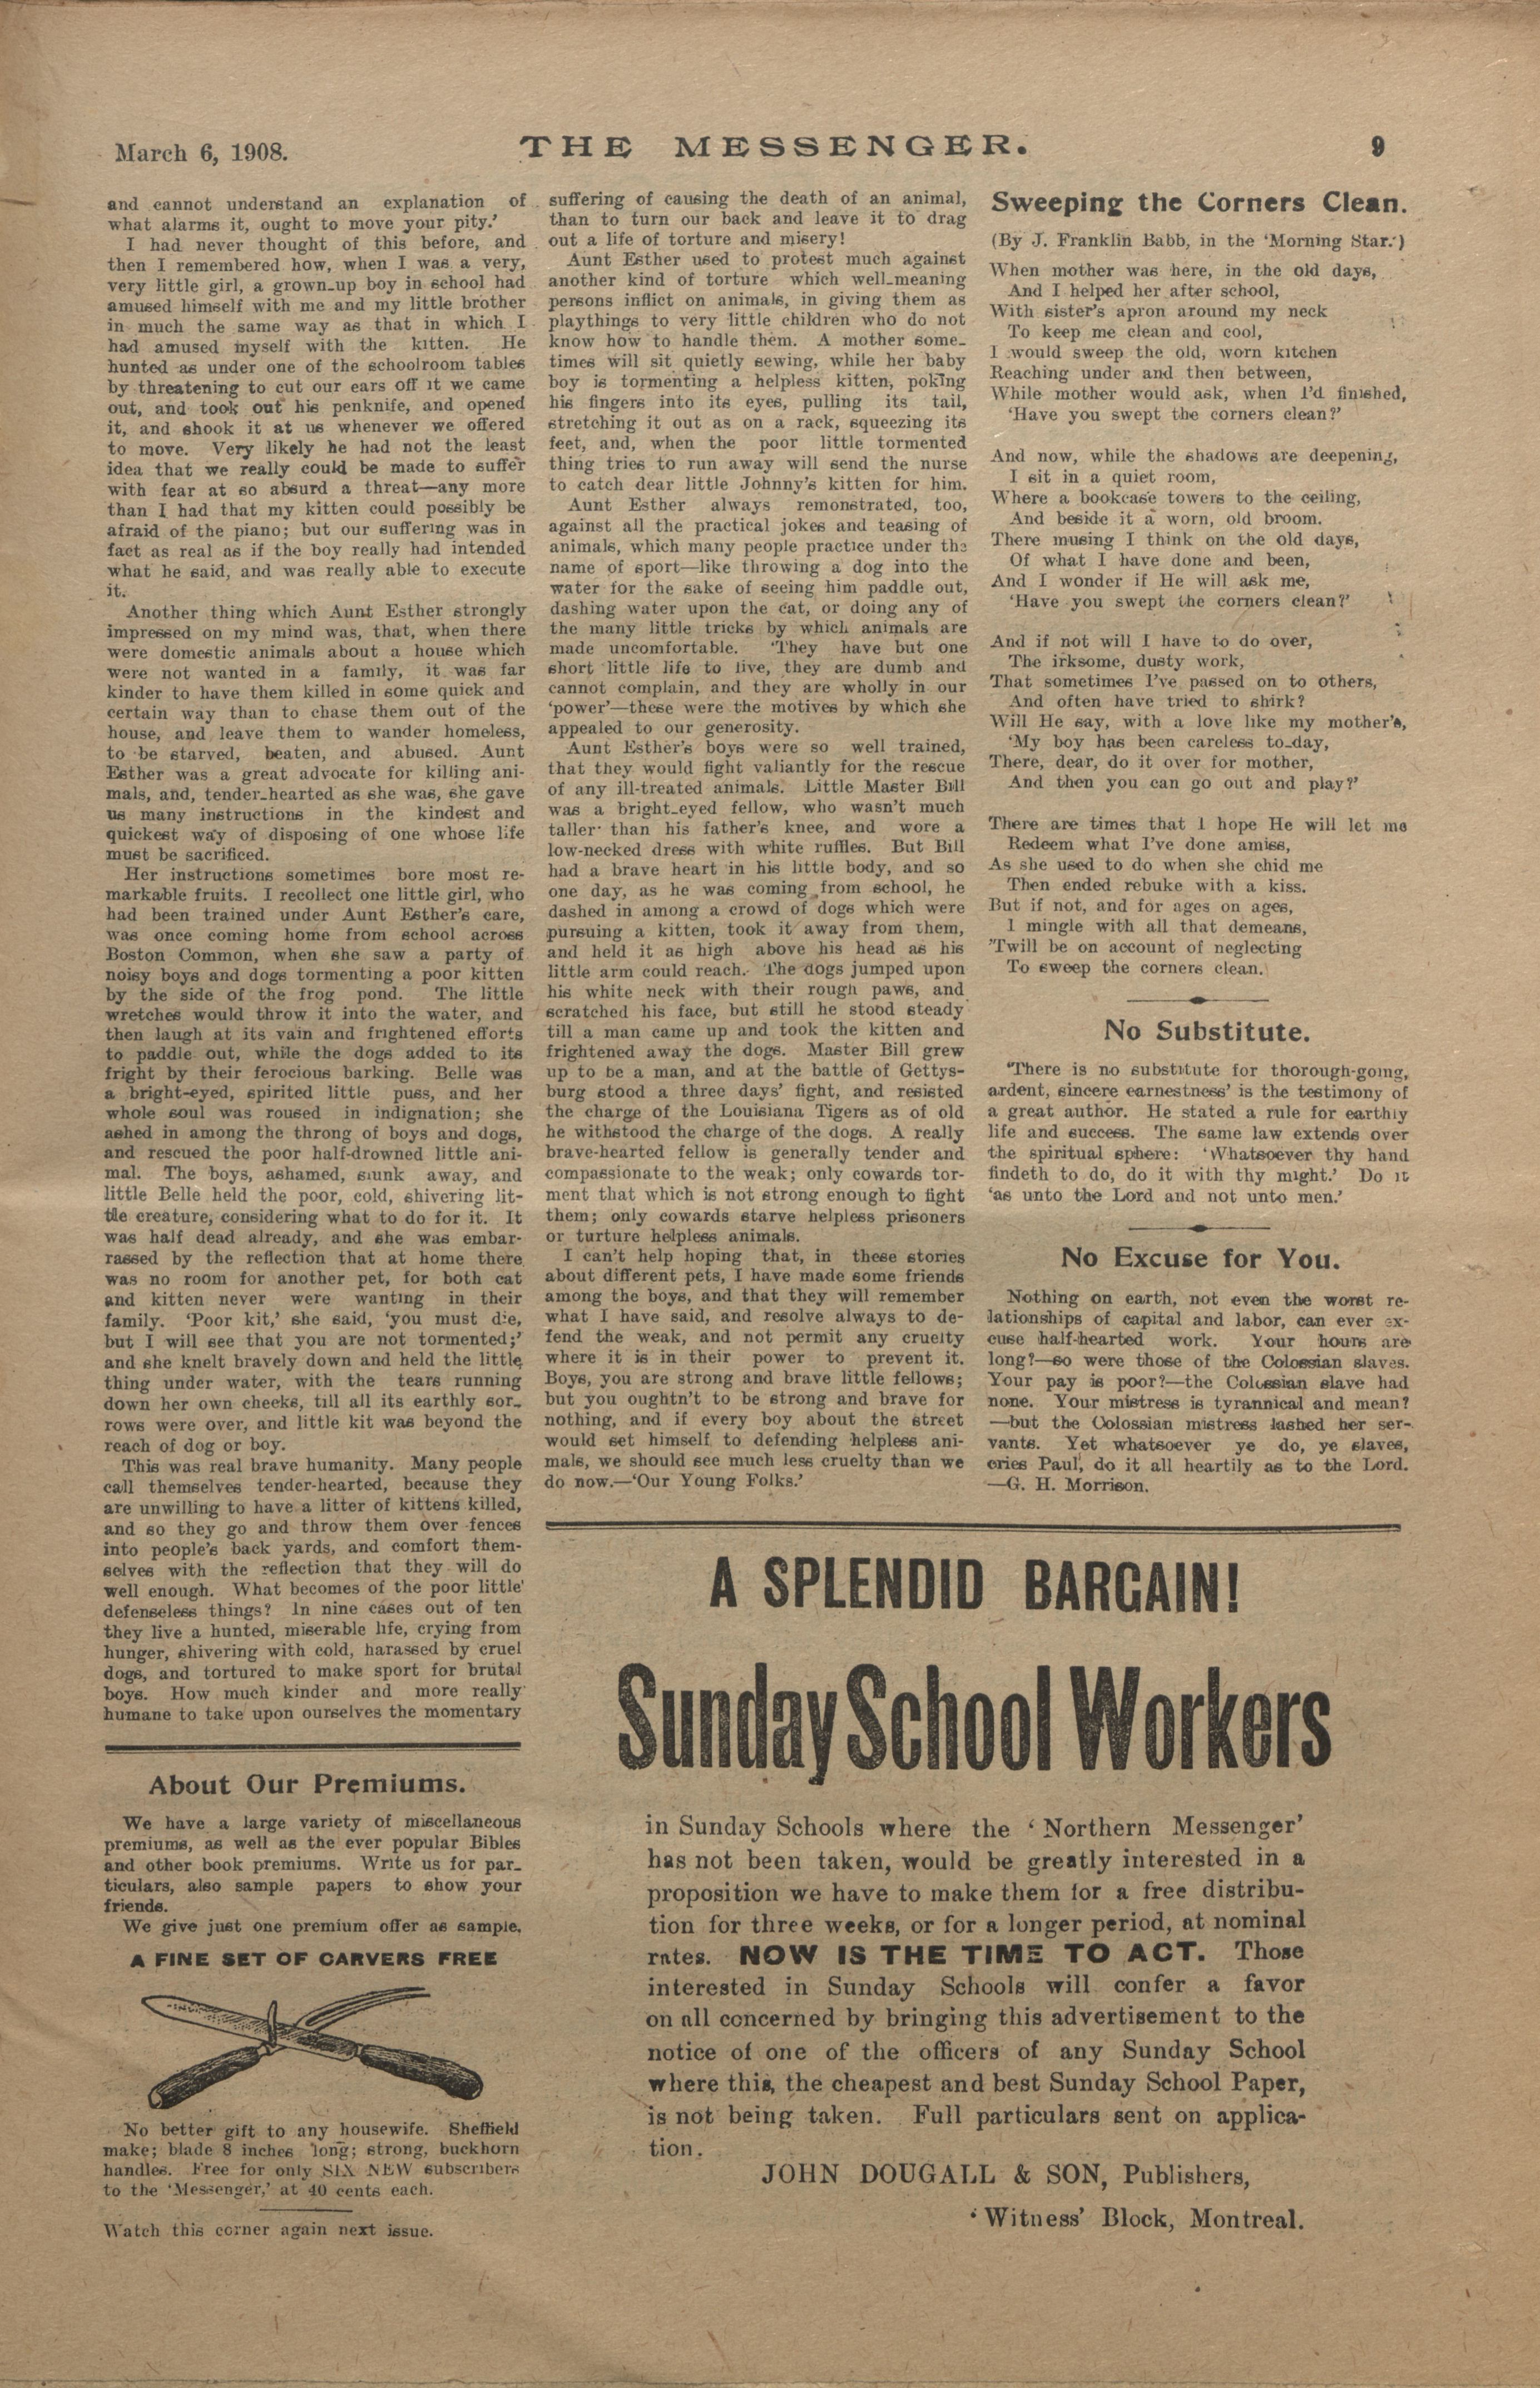 March 6, 1908.
THE MESSENGER.
9
and cannot understand an explanation of
what alarms it, ought to move your pity.'
I had never thought of this before, and
then I remembered how, when I was a very,
very little girl, a grown-up boy in school had
amused himself with me and my little brother
in much the same way as that in which I
had amused myself with the kitten. He
hunted as under one of the schoolroom tables
by threatening to cut our ears off it we came
out, and took out his penknife, and opened
it, and shook it at us whenever we offered
to move. Very likely he had not the least
idea that we really could be made to suffer
with fear at so absurd a threat—any more
than I had that my kitten could possibly be
afraid of the piano; but our suffering was in
fact as real as if the boy really had intended
what he said, and was really able to execute
it.
Another thing which Aunt Esther strongly
impressed on my mind was, that, when there
were domestic animals about a house which
were not wanted in a family, it was far
kinder to have them killed in some quick and
certain way than to chase them out of the
house, and leave them to wander homeless,
to be starved, beaten, and abused. Aunt
Esther was a great advocate for killing ani-
mals, and, tender-hearted as she was, she gave
us many instructions in the kindest and
quickest way of disposing of one whose life
must be sacrificed.
Her instructions sometimes bore most re-
markable fruits. I recollect one little girl, who
had been trained under Aunt Esther's care,
was once coming home from school across
Boston Common, when she saw a party of
noisy boys and dogs tormenting a poor kitten
by the side of the frog pond. The little
wretches would throw it into the water, and
then laugh at its vain and frightened efforts
to paddle out, while the dogs added to its
fright by their ferocious barking. Belle was
a bright-eyed, spirited little puss, and her
whole soul was roused in indignation; she
ashed in among the throng of boys and dogs,
and rescued the poor half-drowned little ani-
mal. The boys, ashamed, slunk away, and
little Belle held the poor, cold, shivering lit-
tle creature, considering what to do for it. It
was half dead already, and she was embar-
rassed by the reflection that at home there
was no room for another pet, for both cat
and kitten never were wanting in their
family. 'Poor kit,' she said, 'you must die,
but I will see that you are not tormented;'
and she knelt bravely down and held the little
thing under water, with the tears running
down her own cheeks, till all its earthly sor-
rows were over, and little kit was beyond the
reach of dog or boy.
This was real brave humanity. Many people
call themselves tender-hearted, because they
are unwilling to have a litter of kittens killed,
and so they go and throw them over fences
into people's back yards, and comfort them-
selves with the reflection that they will do
well enough. What becomes of the poor little
defenseless things? In nine cases out of ten
they live a hunted, miserable life, crying from
hunger, shivering with cold, harassed by cruel
dogs, and tortured to make sport for brutal
boys. How much kinder and more really
humane to take upon ourselves the momentary
suffering of causing the death of an animal,
than to turn our back and leave it to drag
out a life of torture and misery!
Aunt Esther used to protest much against
another kind of torture which well-meaning
persons inflict on animals, in giving them as
playthings to very little children who do not
know how to handle them. A mother some-
times will sit quietly sewing, while her baby
boy is tormenting a helpless kitten, poking
his fingers into its eyes, pulling its tail,
stretching it out as on a rack, squeezing its
feet, and, when the poor little tormented
thing tries to run away will send the nurse
to catch dear little Johnny's kitten for him.
Aunt Esther always remonstrated, too,
against all the practical jokes and teasing of
animals, which many people practice under the
name of sport—like throwing a dog into the
water for the sake of seeing him paddle out,
dashing water upon the cat, or doing any of
the many little tricks by which animals are
made uncomfortable. 'They have but one
short little life to live, they are dumb and
cannot complain, and they are wholly in our
'power'—these were the motives by which she
appealed to our generosity.
Aunt Esther's boys were so well trained,
that they would fight valiantly for the rescue
of any ill-treated animals. Little Master Bill
was a bright-eyed fellow, who wasn't much
taller than his father's knee, and wore a
low-necked dress with white ruffles. But Bill
had a brave heart in his little body, and so
one day, as he was coming from school, he
dashed in among a crowd of dogs which were
pursuing a kitten, took it away from them,
and held it as high above his head as his
little arm could reach. The dogs jumped upon
his white neck with their rough paws, and
scratched his face, but still he stood steady
till a man came up and took the kitten and
frightened away the dogs. Master Bill grew
up to be a man, and at the battle of Gettys-
burg stood a three days' fight, and resisted
the charge of the Louisiana Tigers as of old
he withstood the charge of the dogs. A really
brave-hearted fellow is generally tender and
compassionate to the weak; only cowards tor-
ment that which is not strong enough to fight
them; only cowards starve helpless prisoners
or turture helpless animals.
I can't help hoping that, in these stories
about different pets, I have made some friends
among the boys, and that they will remember
what I have said, and resolve always to de-
fend the weak, and not permit any cruelty
where it is in their power to prevent it.
Boys, you are strong and brave little fellows;
but you oughtn't to be strong and brave for
nothing, and if every boy about the street
would set himself to defending helpless ani-
mals, we should see much less cruelty than we
do now.—'Our Young Folks.'
Sweeping the Corners Clean.
(By J. Franklin Babb, in the 'Morning Star.')
When mother was here, in the old days,
And I helped her after school,
With sister's apron around my neck
To keep me clean and cool,
I would sweep the old, worn kitchen
Reaching under and then between,
While mother would ask, when I'd finished,
'Have you swept the corners clean?'
And now, while the shadows are deepening,
I sit in a quiet room,
Where a bookcase towers to the ceiling,
And beside it a worn, old broom.
There musing I think on the old days,
Of what I have done and been,
And I wonder if He will ask me,
'Have you swept the corners clean?'
And if not will I have to do over,
The irksome, dusty work,
That sometimes I've passed on to others,
And often have tried to shirk?
Will He say, with a love like my mother's,
'My boy has been careless to-day,
There, dear, do it over for mother,
And then you can go out and play?'
There are times that I hope He will let me
Redeem what I've done amiss,
As she used to do when she chid me
Then ended rebuke with a kiss.
But if not, and for ages on ages,
I mingle with all that demeans,
'Twill be on account of neglecting
To sweep the corners clean.
No Substitute.
'There is no substitute for thorough-going,
ardent, sincere earnestness' is the testimony of
a great author. He stated a rule for earthly
life and success. The same law extends over
the spiritual sphere: 'Whatsoever thy hand
findeth to do, do it with thy might.' Do it
'as unto the Lord and not unto men.'
No Excuse for You.
Nothing on earth, not even the worst re-
lationships of capital and labor, can ever ex-
cuse half-hearted work. Your hours are
long?—so were those of the Colossian slaves.
Your pay is poor?—the Colossian slave had
none. Your mistress is tyrannical and mean?
—but the Colossian mistress lashed her ser-
vants. Yet whatsoever ye do, ye slaves,
cries Paul, do it all heartily as to the Lord.
—G. H. Morrison.
About Our Premiums.
We have a large variety of miscellaneous
premiums, as well as the ever popular Bibles
and other book premiums. Write us for par-
ticulars, also sample papers to show your
friends.
We give just one premium offer as sample.
A FINE SET OF CARVERS FREE
No better gift to any housewife. Sheffield
make; blade 8 inches long; strong, buckhorn
handles. Free for only SIX NEW subscribers
to the 'Messenger,' at 40 cents each.
Watch this corner again next issue.
A SPLENDID BARGAIN!
Sunday School Workers
in Sunday Schools where the 'Northern Messenger'
has not been taken, would be greatly interested in a
proposition we have to make them for a free distribu-
tion for three weeks, or for a longer period, at nominal
rates. NOW IS THE TIME TO ACT. Those
interested in Sunday Schools will confer a favor
on all concerned by bringing this advertisement to the
notice of one of the officers of any Sunday School
where this, the cheapest and best Sunday School Paper,
is not being taken. Full particulars sent on applica-
tion.
JOHN DOUGALL & SON, Publishers,
'Witness' Block, Montreal.